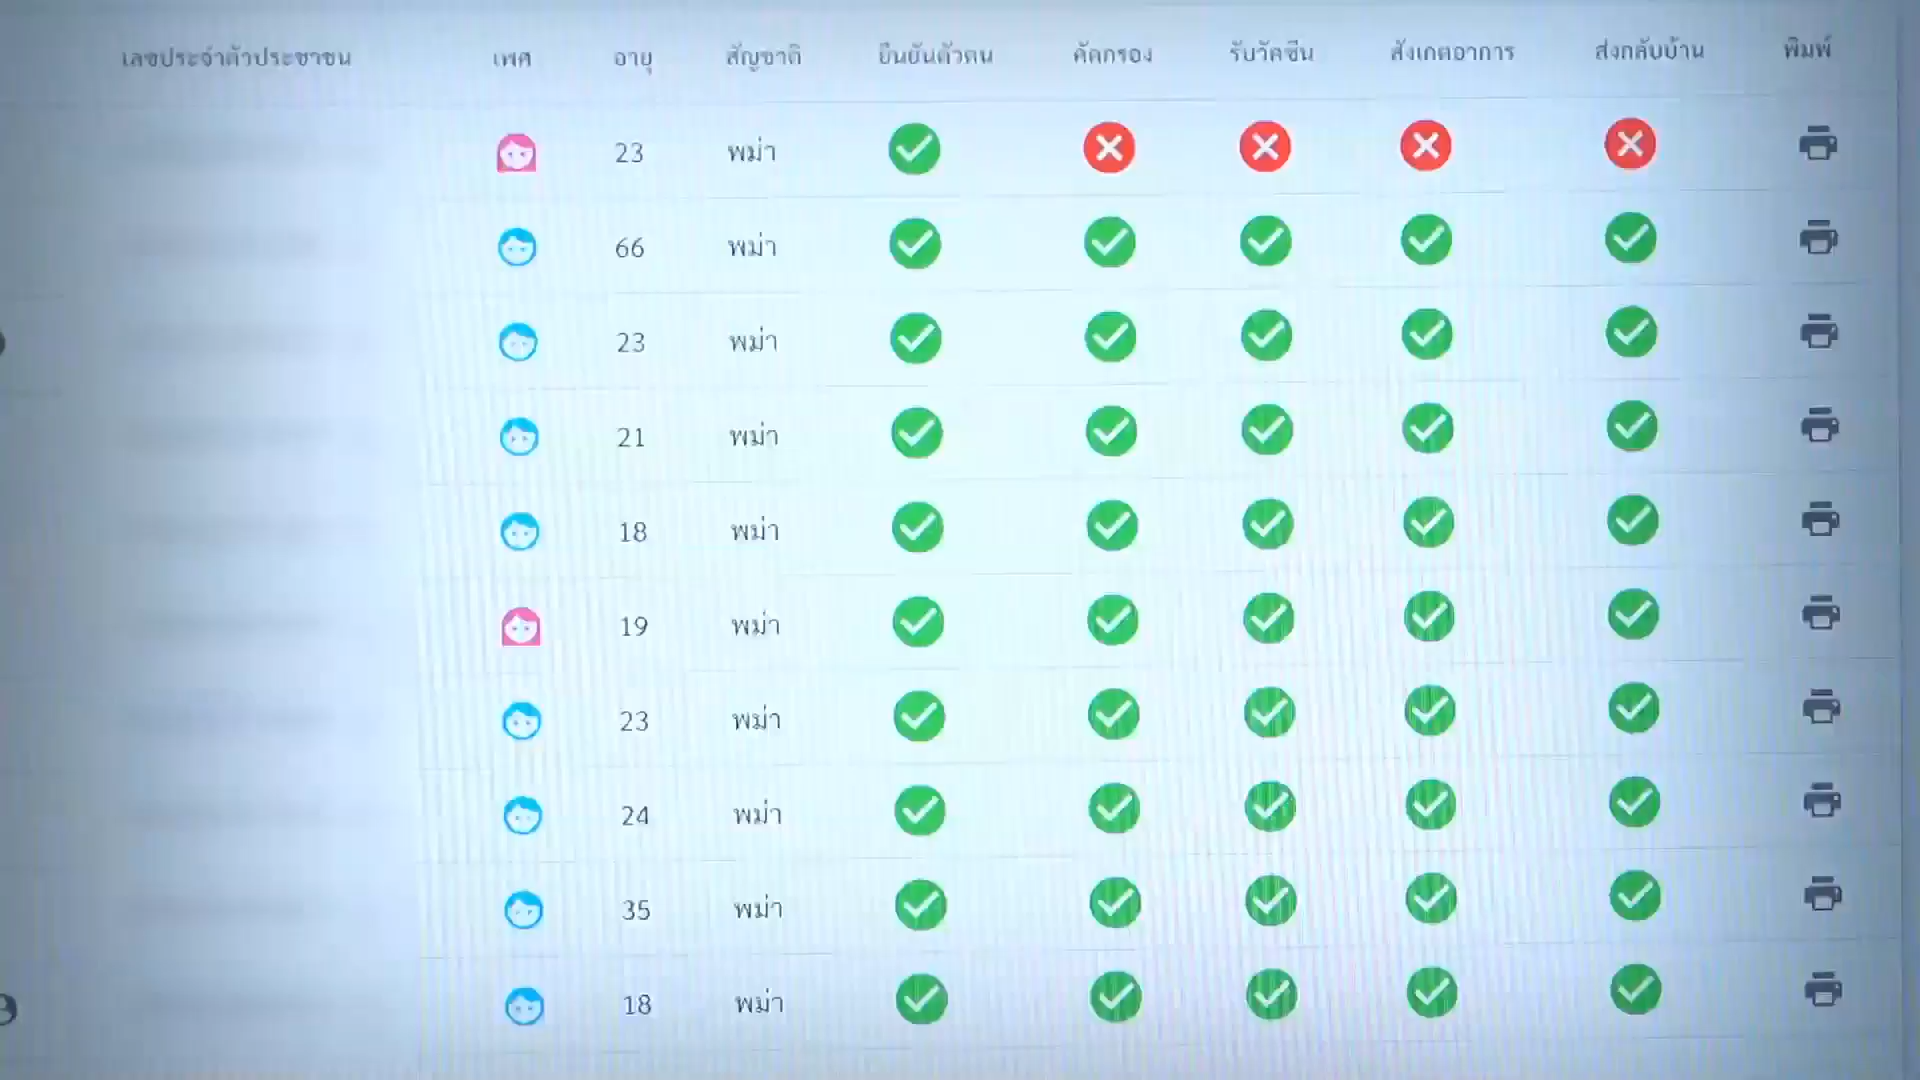 เลขประจำตัวประชาชน เพศ อายุ สัญชาติ ยืนยันตัวตน คัดกรอง รับวัคซีน สังเกตอาการ ส่งกลับบ้าน พิมพ์
23 พม่า
66 พม่า
23 พม่า
21 พม่า
18 พม่า
19 พม่า
23 พม่า
24 พม่า
35 พม่า
18 พม่า